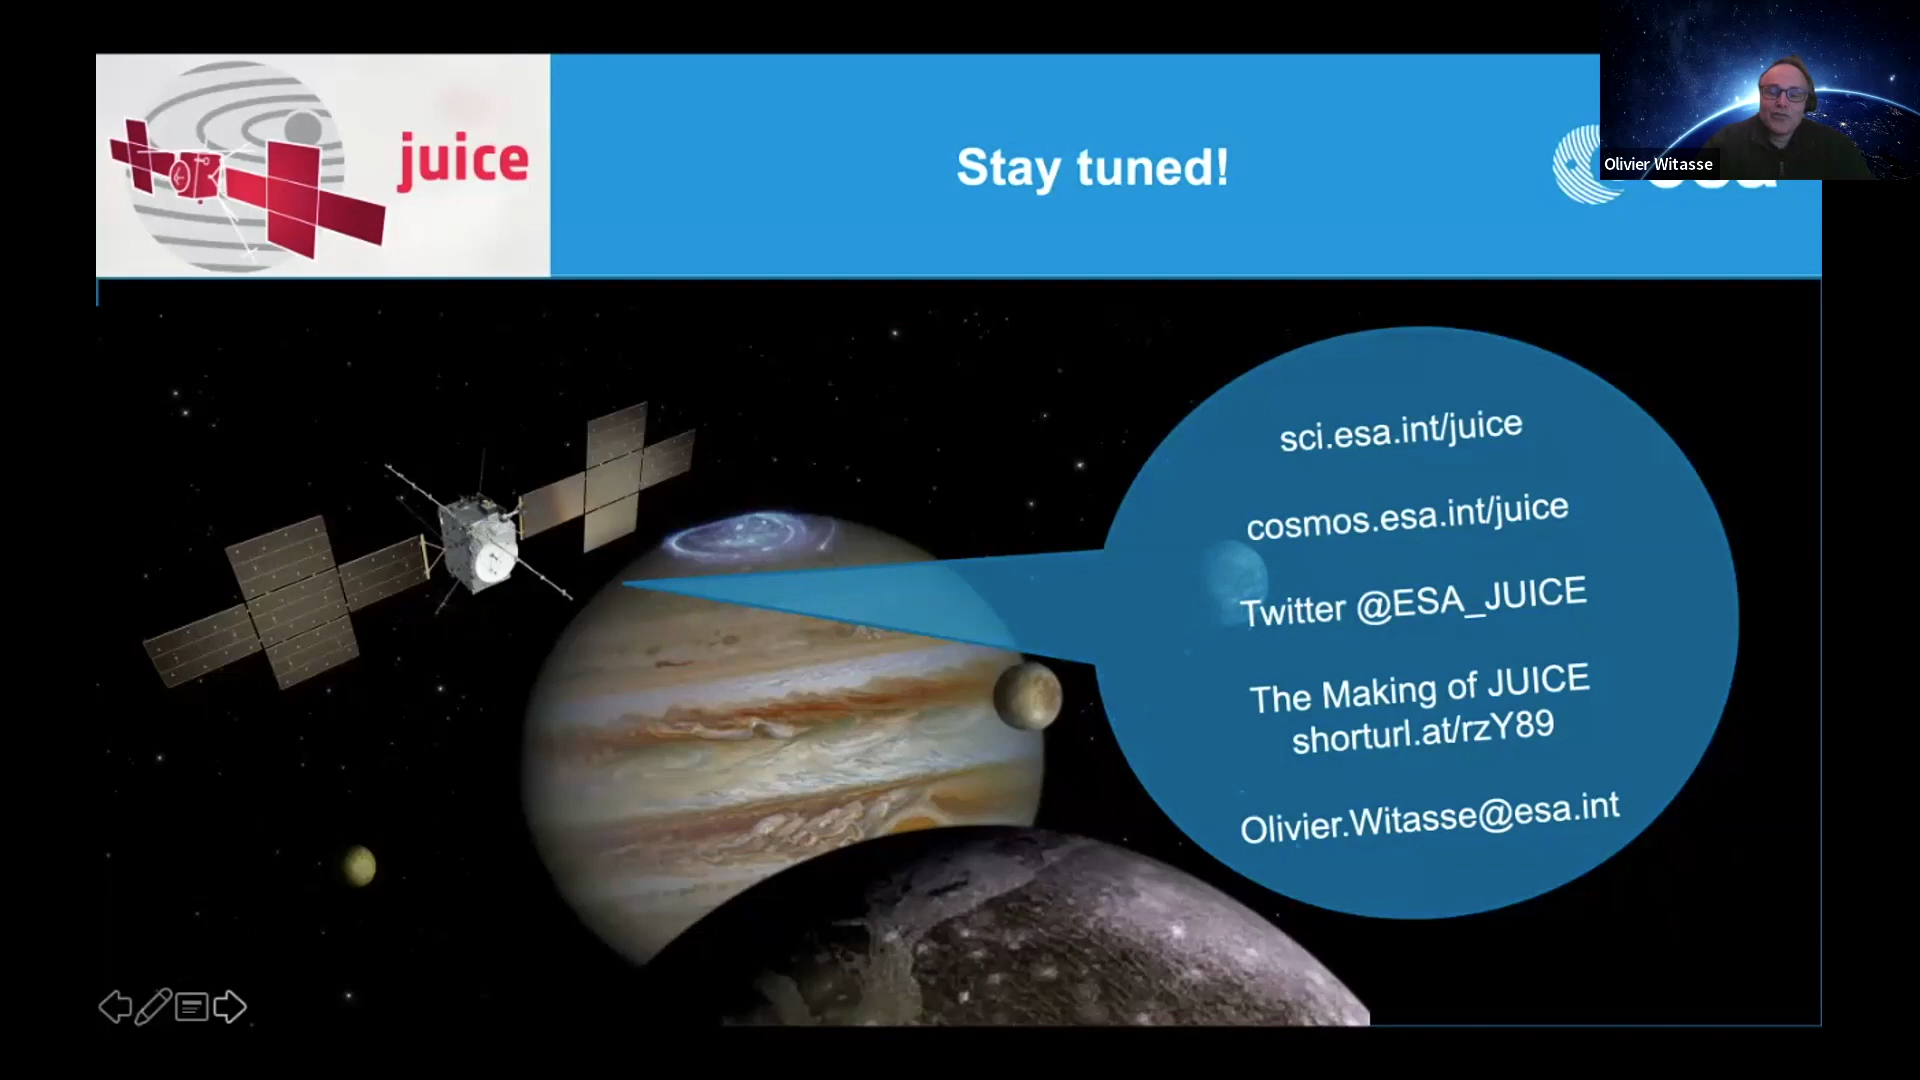 juice
Stay tuned!
esa
Olivier Witasse
sci.esa.int/juice
cosmos.esa.int/juice
Twitter @ESA_JUICE
The Making of JUICE
shorturl.at/rzY89
Olivier.Witasse@esa.int